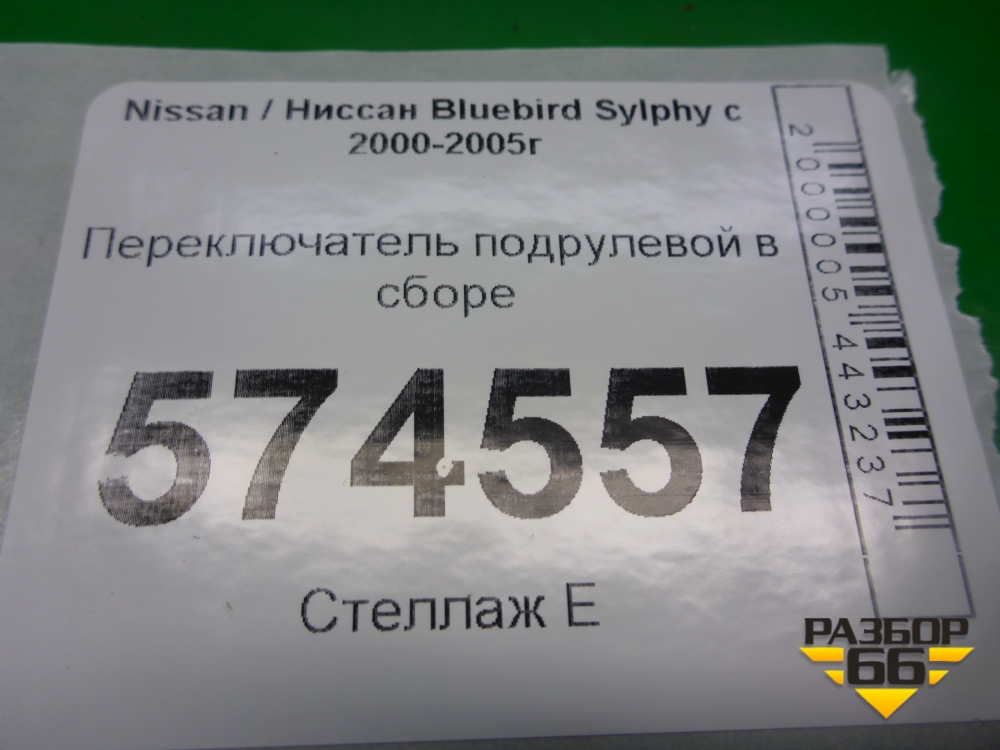 Nissan / Ниссан Bluebird Sylphy с
2000-2005г
Переключатель подрулевой в
сборе
574557
Стеллаж Е
2000005443237
РАЗБОР
66